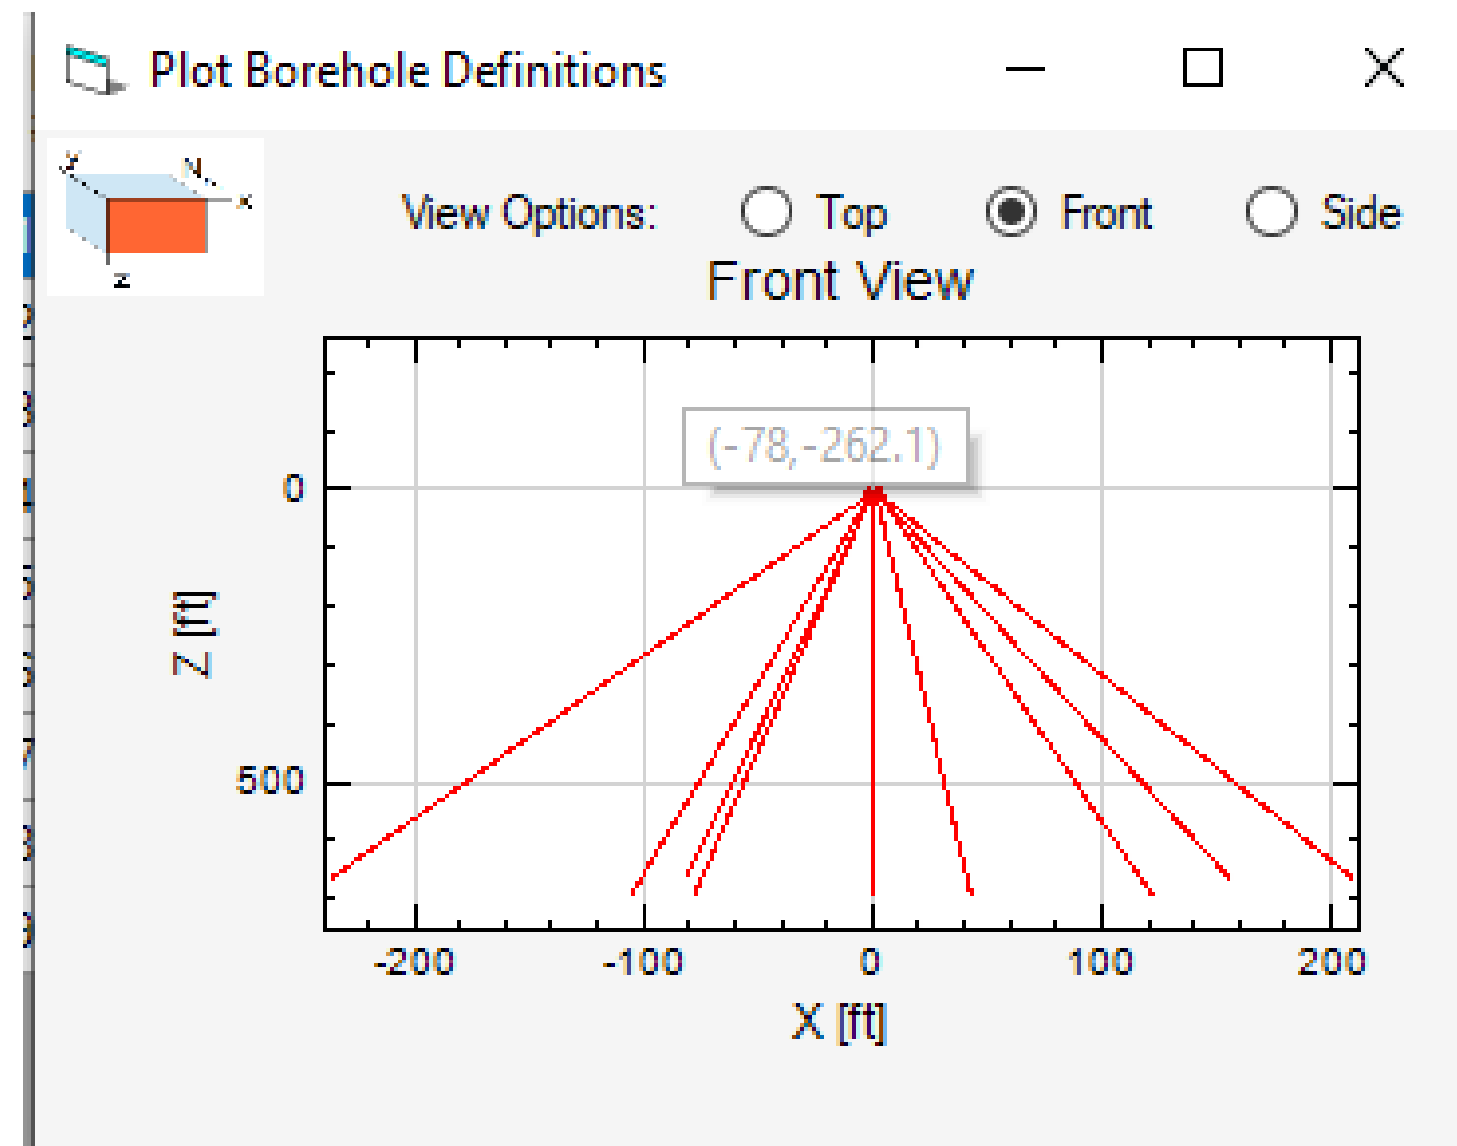 Plot Borehole Definitions
y N x z
View Options: Top Front Side
Front View
(-78,-262.1)
0
500
Z [ft]
-200 -100 0 100 200
X [ft]